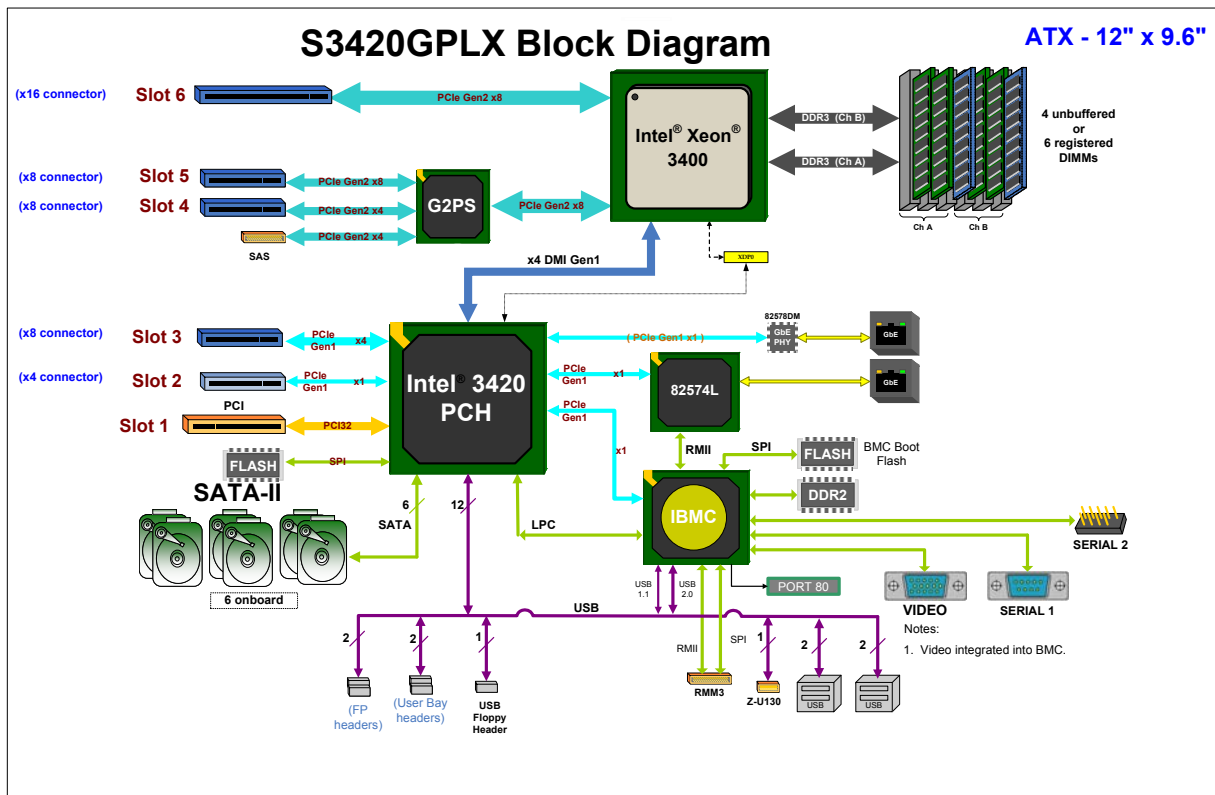 S3420GPLX Block Diagram
ATX - 12" x 9.6"
(x16 connector)
Slot 6
PCIe Gen2 x8
Intel® Xeon®
3400
DDR3 (Ch B)
DDR3 (Ch A)
4 unbuffered
or
6 registered
DIMMs
Ch A
Ch B
(x8 connector)
Slot 5
PCIe Gen2 x8
(x8 connector)
Slot 4
PCIe Gen2 x4
G2PS
PCIe Gen2 x8
PCIe Gen2 x4
SAS
x4 DMI Gen1
XDP0
(x8 connector)
Slot 3
PCIe
Gen1
x4
(x4 connector)
Slot 2
PCIe
Gen1
x1
PCI
Slot 1
PCI32
Intel® 3420
PCH
( PCIe Gen1 x1 )
82578DM
GbE
PHY
GbE
PCIe
Gen1
x1
82574L
GbE
PCIe
Gen1
x1
RMII
SPI
FLASH
BMC Boot
Flash
FLASH
SPI
DDR2
SATA-II
6
SATA
12
LPC
IBMC
SERIAL 2
6 onboard
USB
1.1
USB
2.0
PORT 80
VIDEO
SERIAL 1
USB
Notes:
1. Video integrated into BMC.
2
2
1
RMII
SPI
1
2
2
(FP
headers)
(User Bay
headers)
USB
Floppy
Header
RMM3
Z-U130
USB
USB